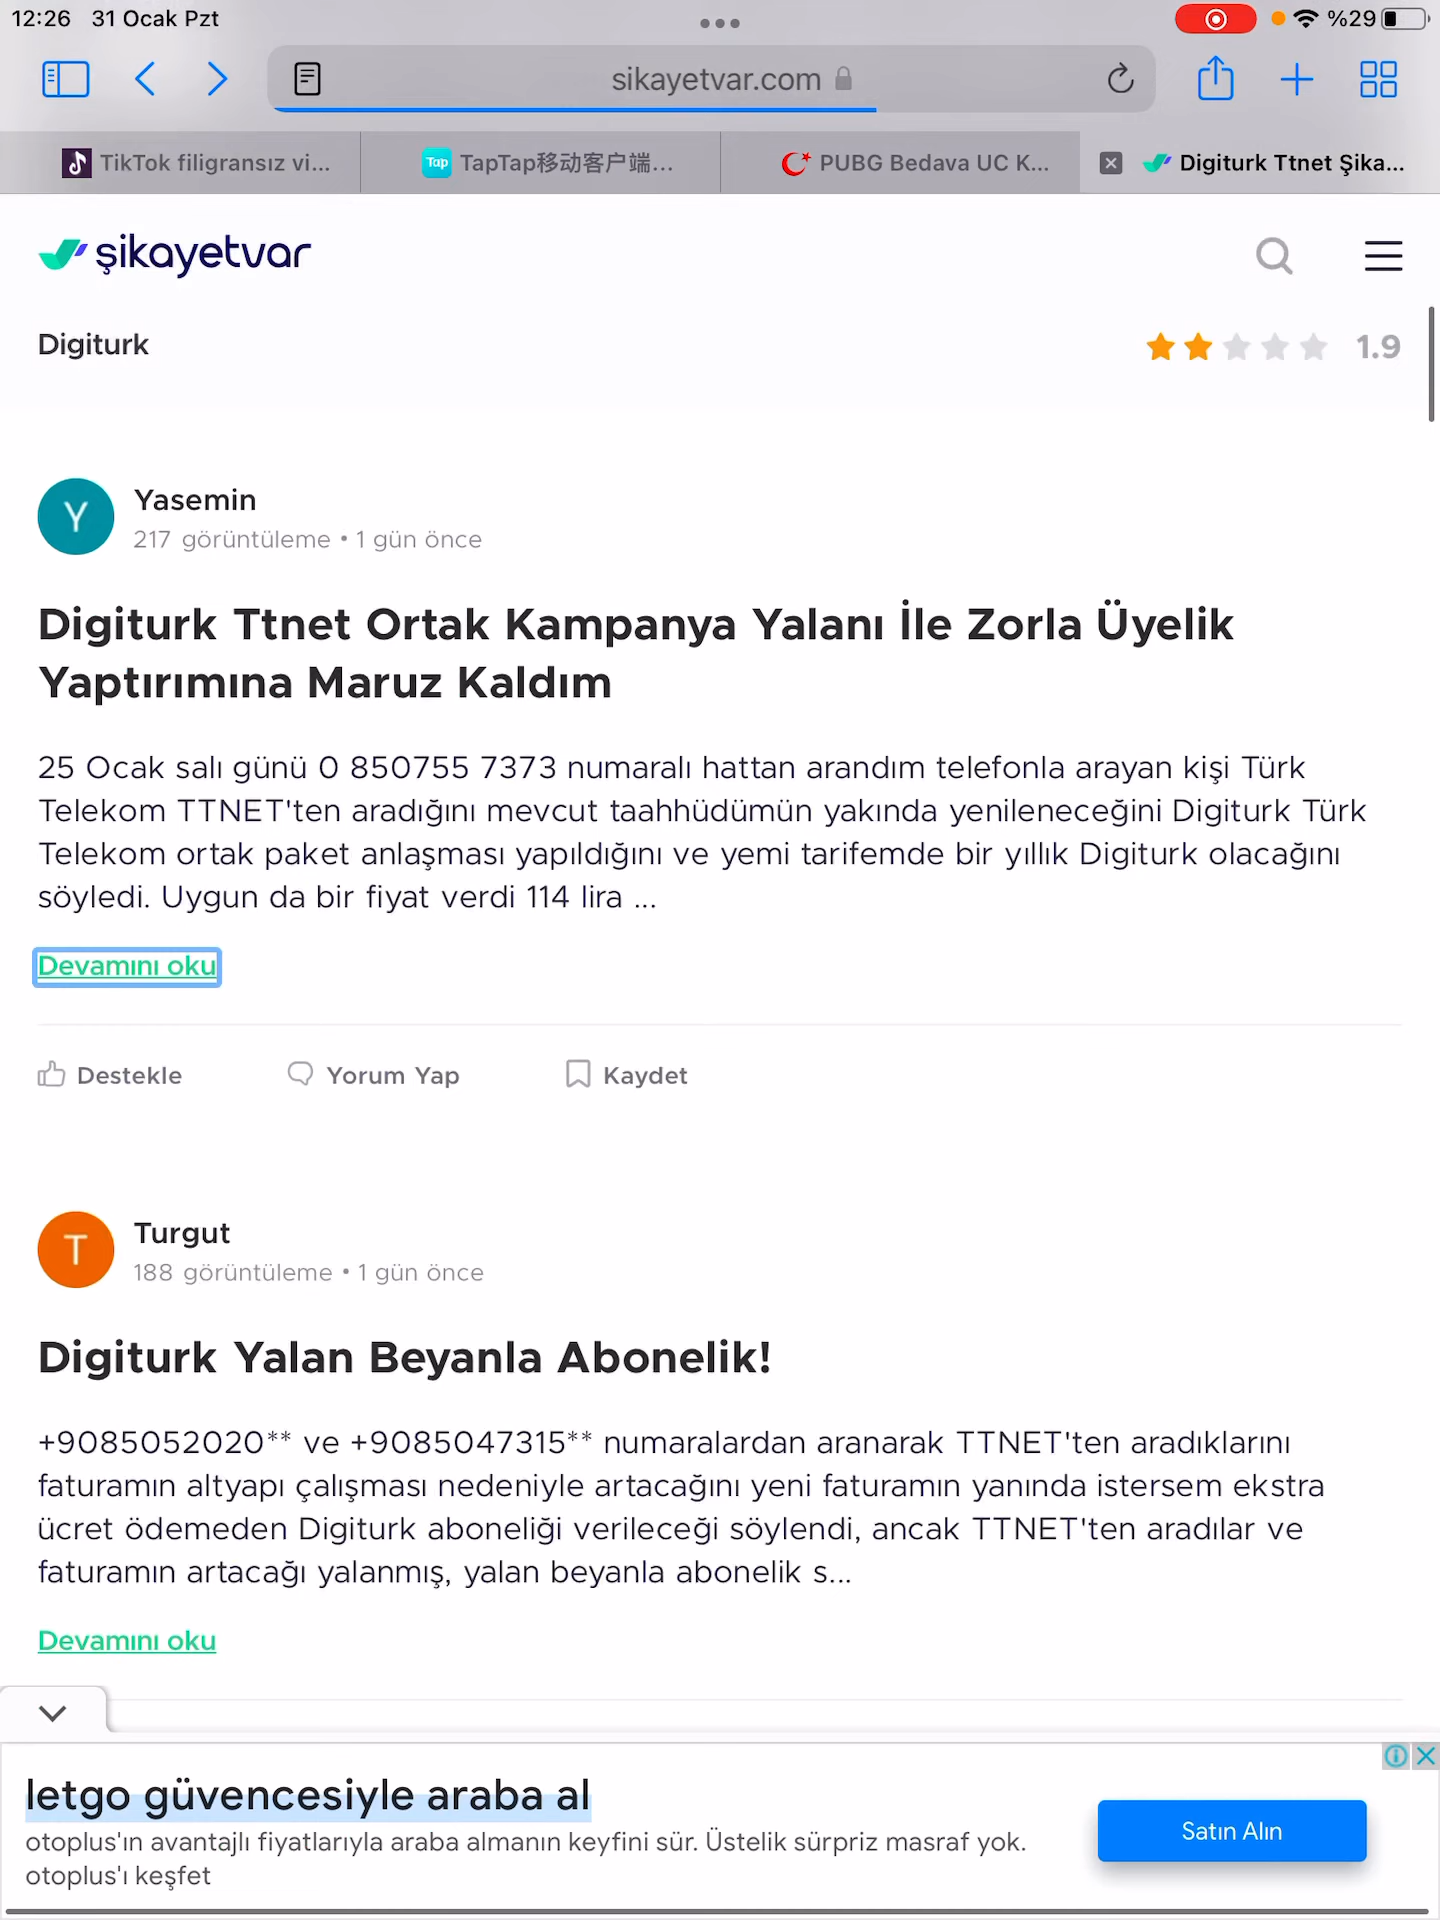 12:26 31 Ocak Pzt
%29
sikayetvar.com
TikTok filigransız vi...
Tap TapTap移动客户端...
PUBG Bedava UC K...
Digiturk Ttnet Şika...
şikayetvar
Digiturk
1.9
Y
Yasemin
217 görüntüleme • 1 gün önce
Digiturk Ttnet Ortak Kampanya Yalanı İle Zorla Üyelik
Yaptırımına Maruz Kaldım
25 Ocak salı günü 0 850755 7373 numaralı hattan arandım telefonla arayan kişi Türk
Telekom TTNET'ten aradığını mevcut taahhüdümün yakında yenileneceğini Digiturk Türk
Telekom ortak paket anlaşması yapıldığını ve yemi tarifemde bir yıllık Digiturk olacağını
söyledi. Uygun da bir fiyat verdi 114 lira ...
Devamını oku
Destekle
Yorum Yap
Kaydet
T
Turgut
188 görüntüleme • 1 gün önce
Digiturk Yalan Beyanla Abonelik!
+9085052020** ve +9085047315** numaralardan aranarak TTNET'ten aradıklarını
faturamın altyapı çalışması nedeniyle artacağını yeni faturamın yanında istersem ekstra
ücret ödemeden Digiturk aboneliği verileceği söylendi, ancak TTNET'ten aradılar ve
faturamın artacağı yalanmış, yalan beyanla abonelik s...
Devamını oku
letgo güvencesiyle araba al
otoplus'ın avantajlı fiyatlarıyla araba almanın keyfini sür. Üstelik sürpriz masraf yok.
otoplus'ı keşfet
Satın Alın